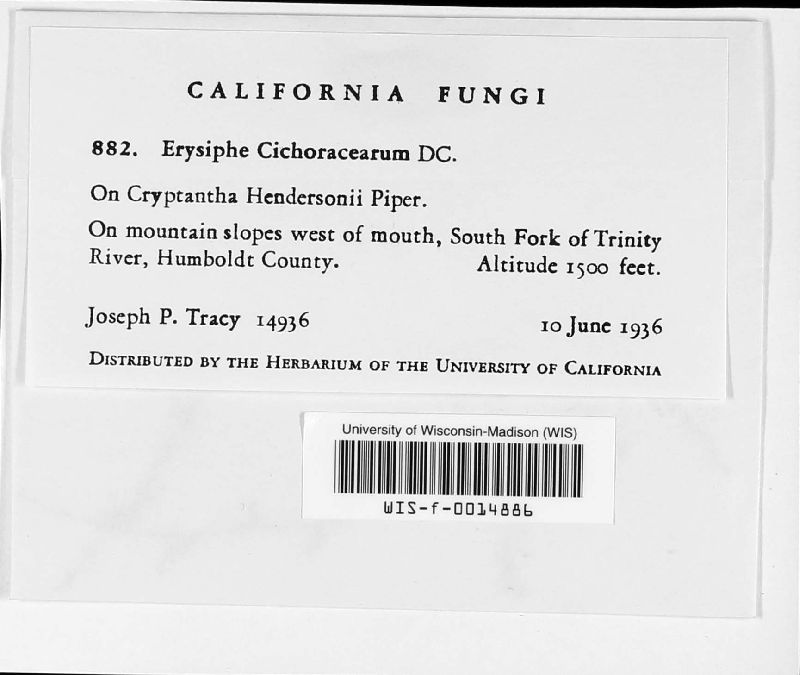 CALIFORNIA FUNGI
882. Erysiphe Cichoracearum DC.
On Cryptantha Hendersonii Piper.
On mountain slopes west of mouth, South Fork of Trinity
River, Humboldt County. Altitude 1500 feet.
Joseph P. Tracy 14936 10 June 1936
DISTRIBUTED BY THE HERBARIUM OF THE UNIVERSITY OF CALIFORNIA
University of Wisconsin-Madison (WIS)
WIS-f-0014886